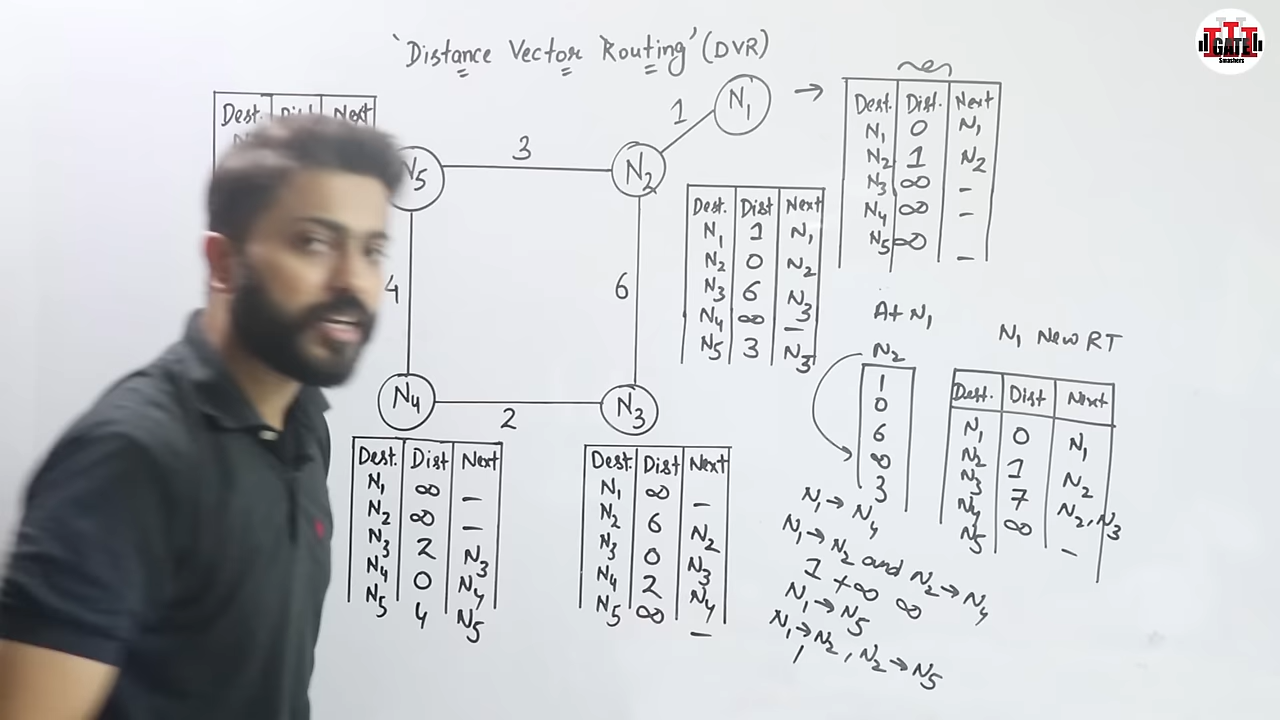 'Distance Vector Routing' (DVR)
GATE
Smashers
Dest. Dist Next
N5
3
N2
1
N1
4
6
N4
2
N3
Dest. Dist. Next
N1 0 N1
N2 1 N2
N3 ∞ -
N4 ∞ -
N5 ∞ -
Dest. Dist Next
N1 1 N1
N2 0 N2
N3 6 N3
N4 ∞ -
N5 3 N3
Dest. Dist Next
N1 ∞ -
N2 ∞ -
N3 2 N3
N4 0 N4
N5 4 N5
Dest. Dist Next
N1 ∞ -
N2 6 N2
N3 0 N3
N4 2 N4
N5 ∞ -
At N1
N2
1
0
6
∞
3
N1 New RT
Dest. Dist Next
N1 0 N1
N2 1 N2
N3 7 N2, N3
N4 ∞ -
N5
N1 → N4
N1 → N2 and N2 → N4
1 + ∞ ∞
N1 → N5
N1 → N2, N2 → N5
1